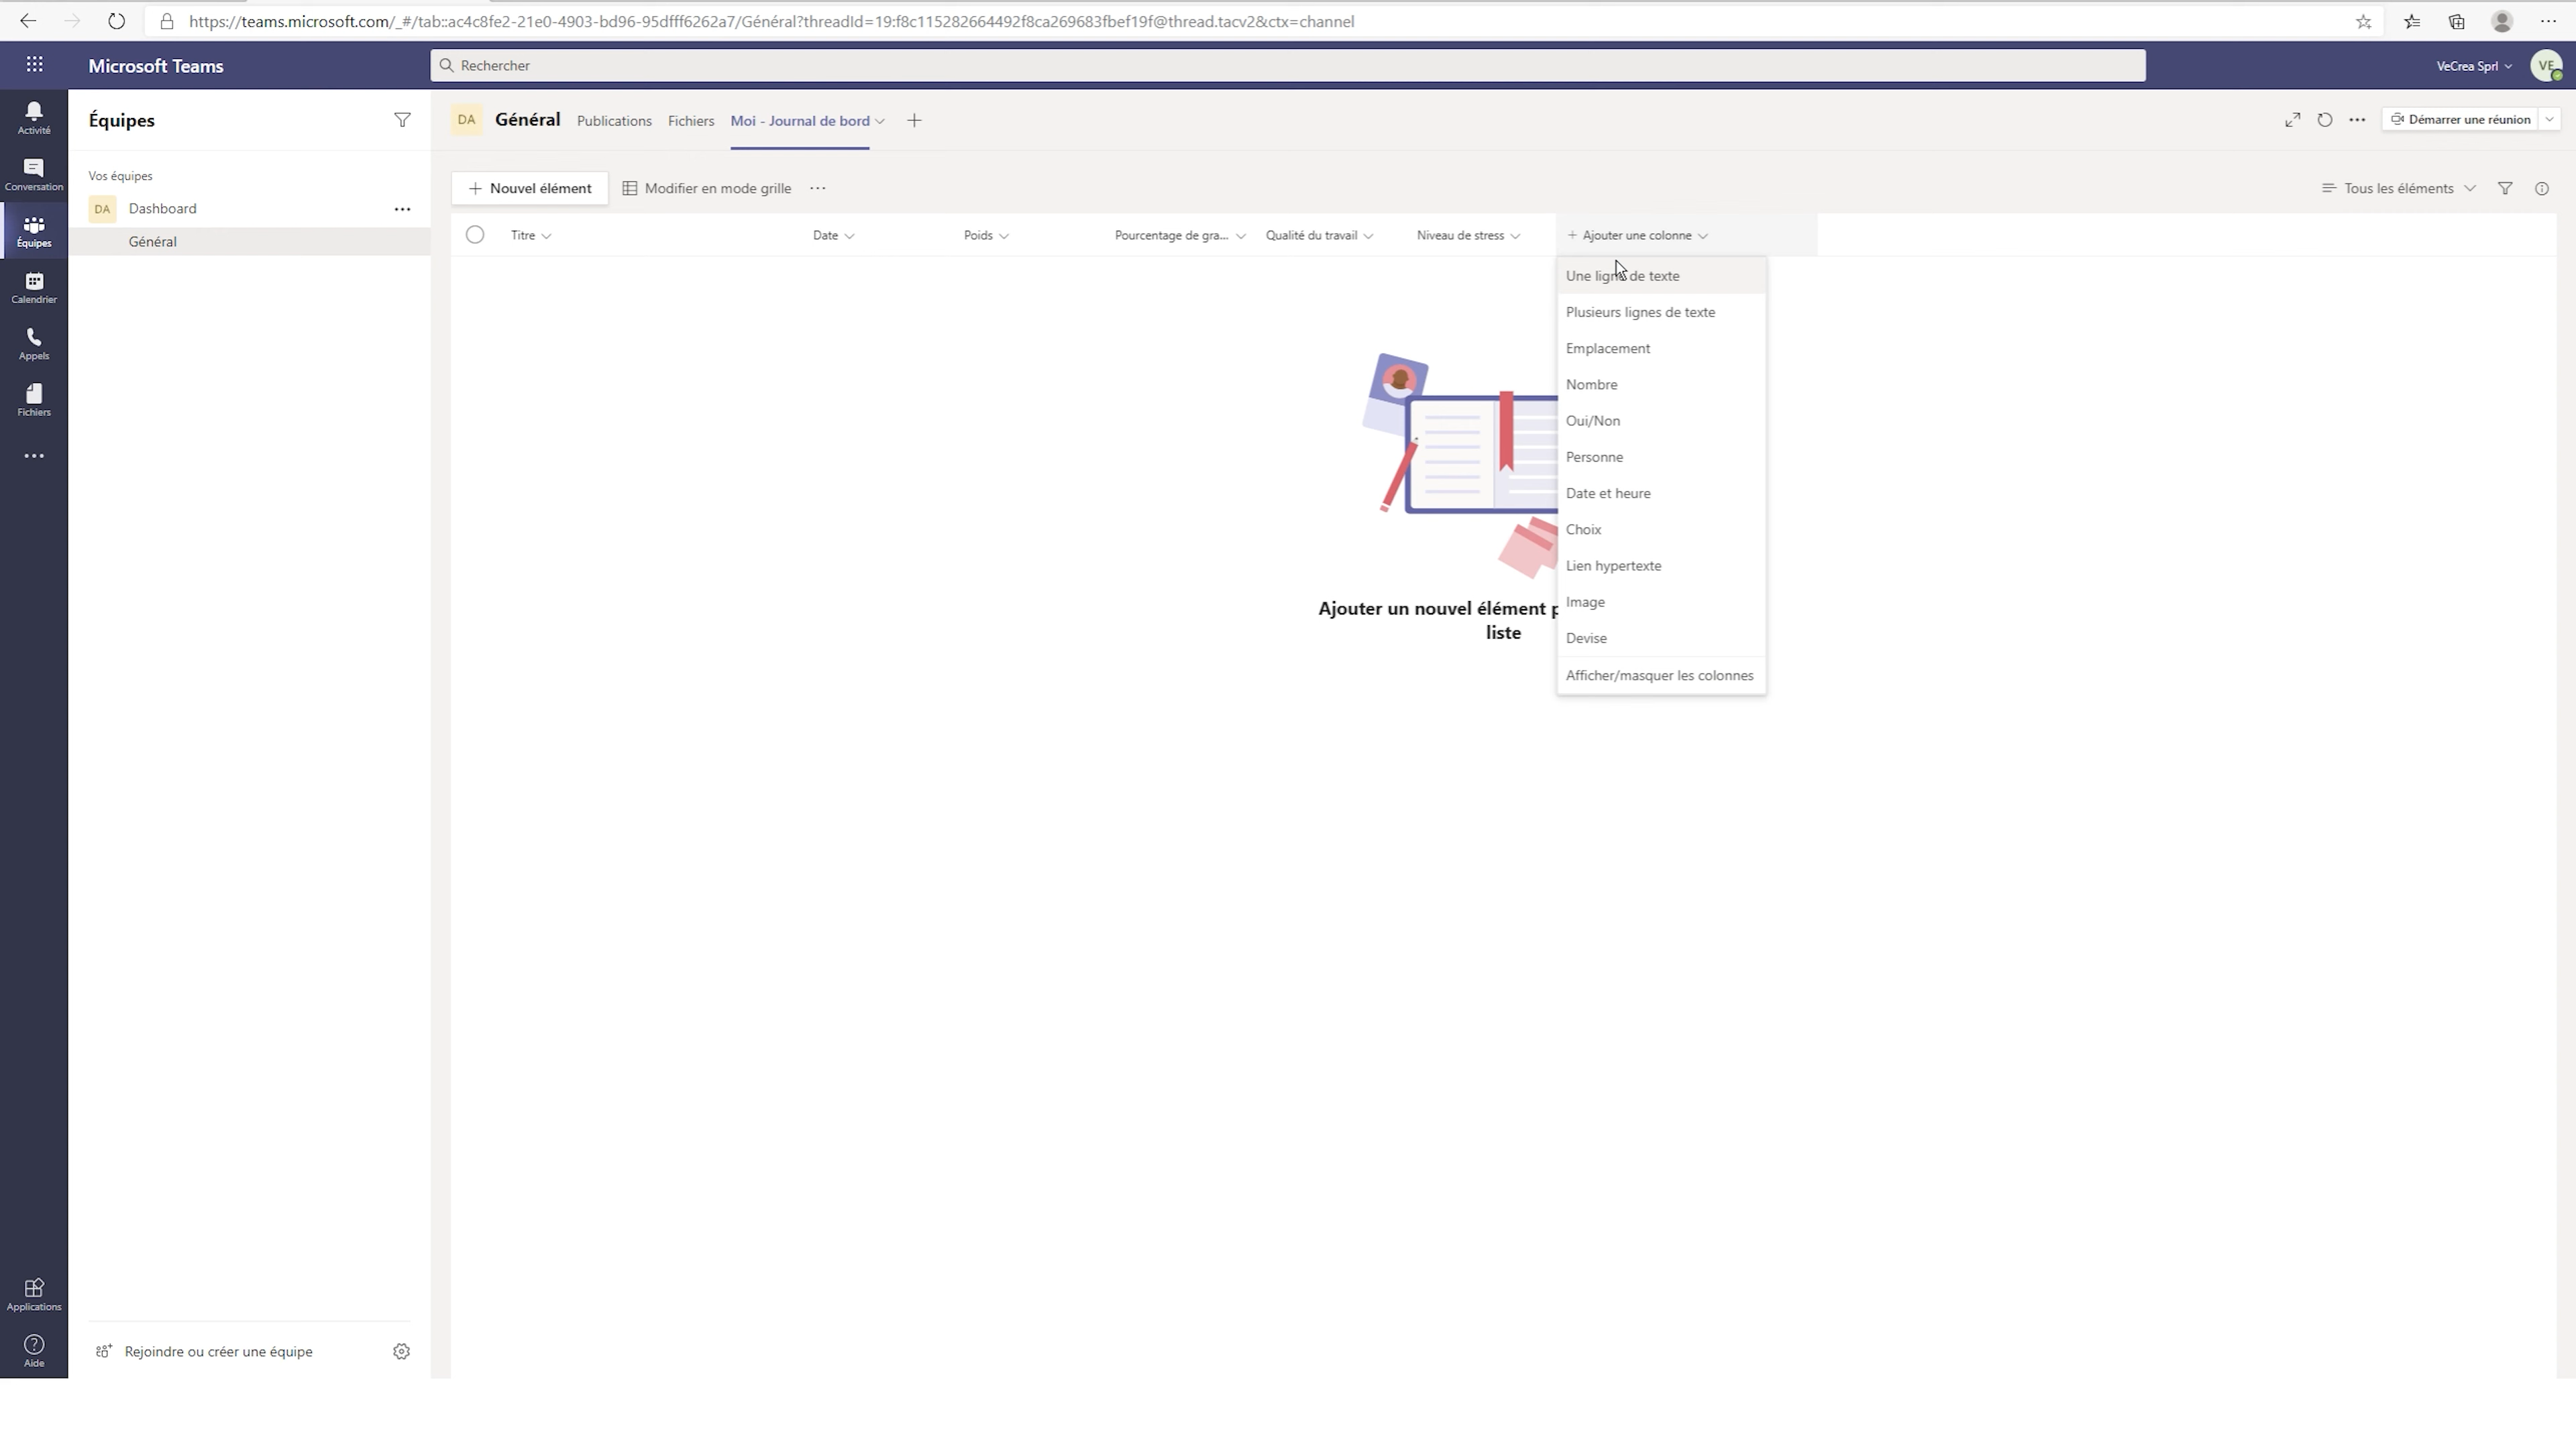 https://teams.microsoft.com/_#/tab::ac4c8fe2-21e0-4903-bd96-95dfff6262a7/Général?threadId=19:f8c115282664492f8ca269683fbef19f@thread.tacv2&ctx=channel
Microsoft Teams
Rechercher
VeCrea Sprl
VE
Activité
Conversation
Équipes
Calendrier
Appels
Fichiers
Applications
Aide
Équipes
Vos équipes
DA Dashboard
Général
Rejoindre ou créer une équipe
DA Général Publications Fichiers Moi - Journal de bord
Démarrer une réunion
Nouvel élément Modifier en mode grille
Tous les éléments
Titre Date Poids Pourcentage de gra... Qualité du travail Niveau de stress Ajouter une colonne
Une ligne de texte
Plusieurs lignes de texte
Emplacement
Nombre
Oui/Non
Personne
Date et heure
Choix
Lien hypertexte
Image
Devise
Afficher/masquer les colonnes
Ajouter un nouvel élément p
liste